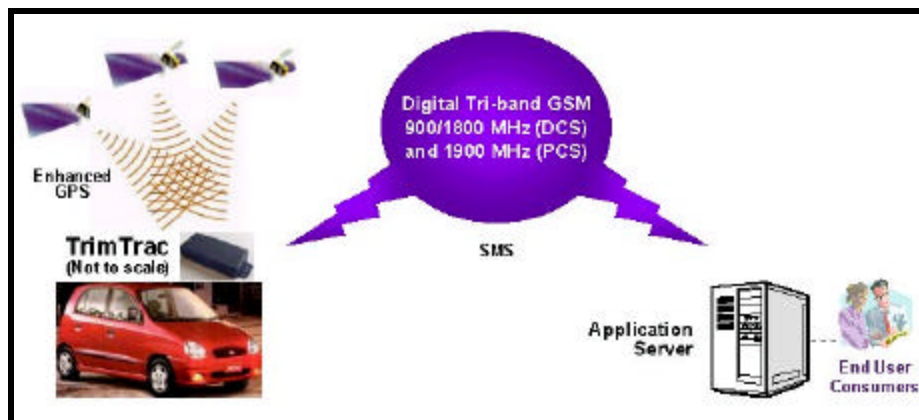 Digital Tri-band GSM
900/1800 MHz (DCS)
and 1900 MHz (PCS)
Enhanced
GPS
TrimTrac
(Not to scale)
SMS
Application
Server
End User
Consumers